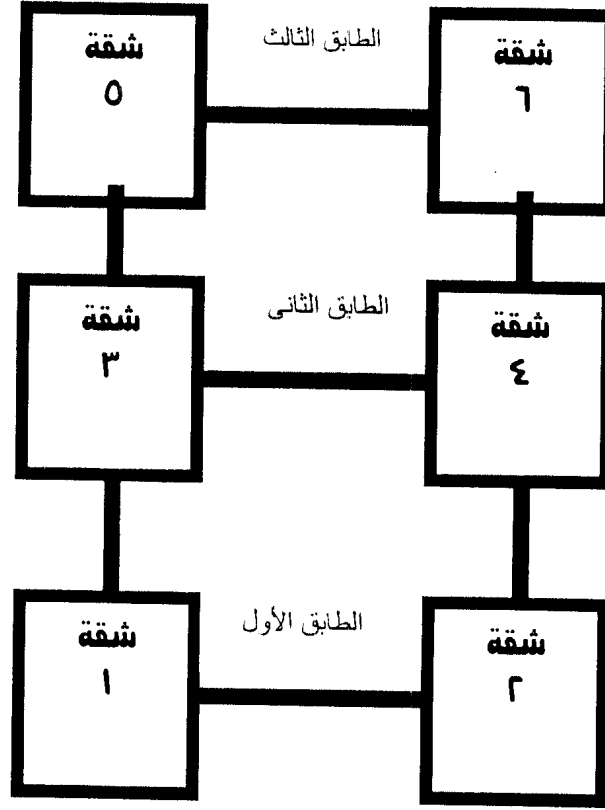 الطابق الثالث
شقة
٦
شقة
٥
الطابق الثانى
شقة
٤
شقة
٣
الطابق الأول
شقة
٢
شقة
١